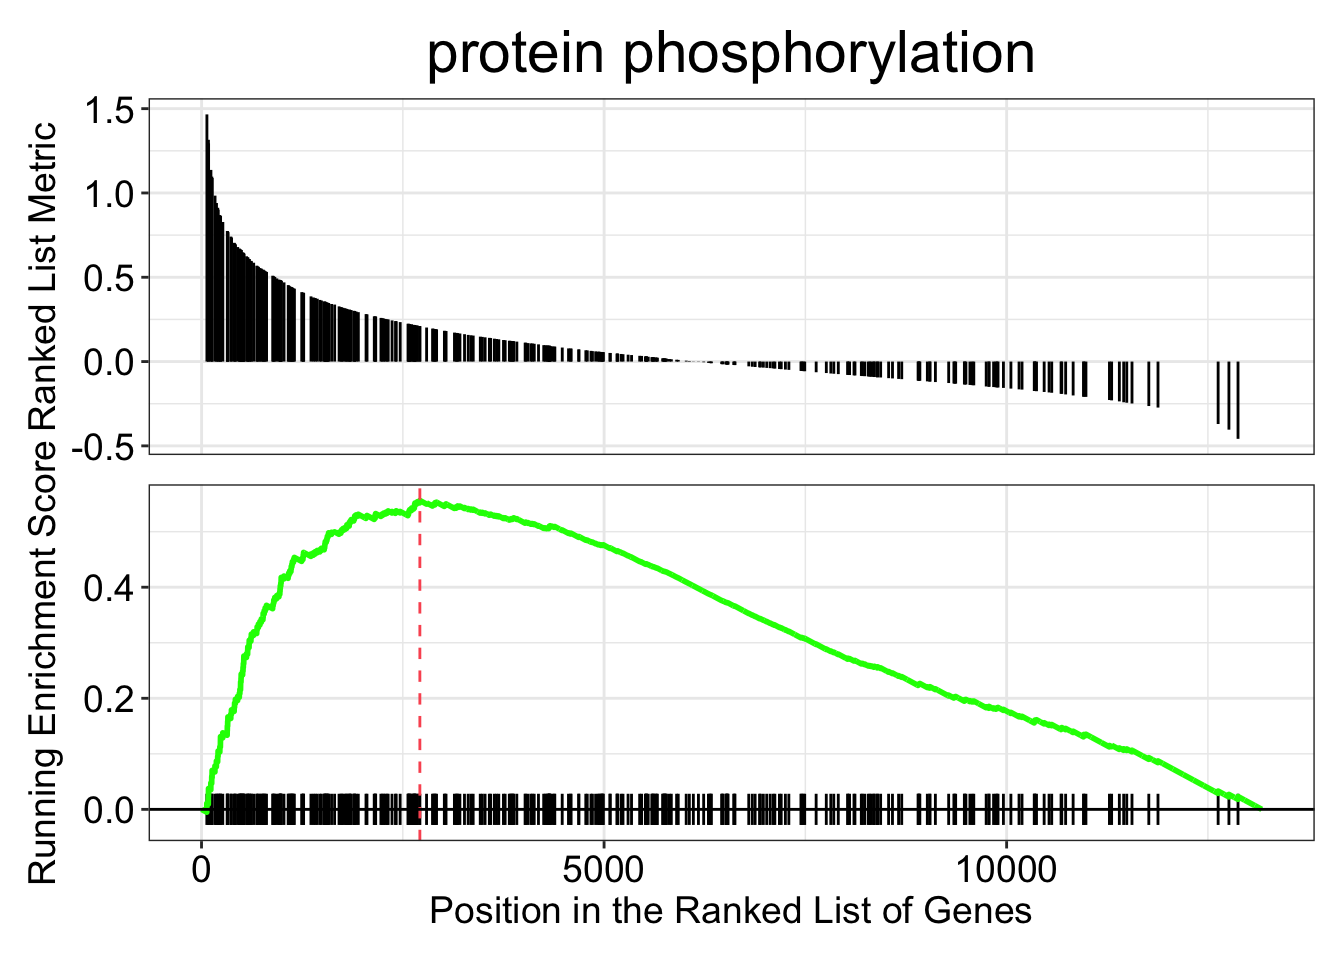 protein phosphorylation
Running Enrichment Score Ranked List Metric
1.5
1.0
0.5
0.0
-0.5
0.4
0.2
0.0
0 5000 10000
Position in the Ranked List of Genes